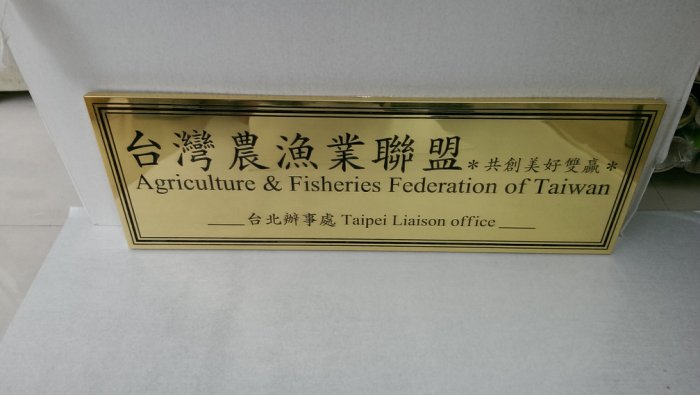 台灣農漁業聯盟＊共創美好雙贏＊
Agriculture & Fisheries Federation of Taiwan
台北辦事處 Taipei Liaison office